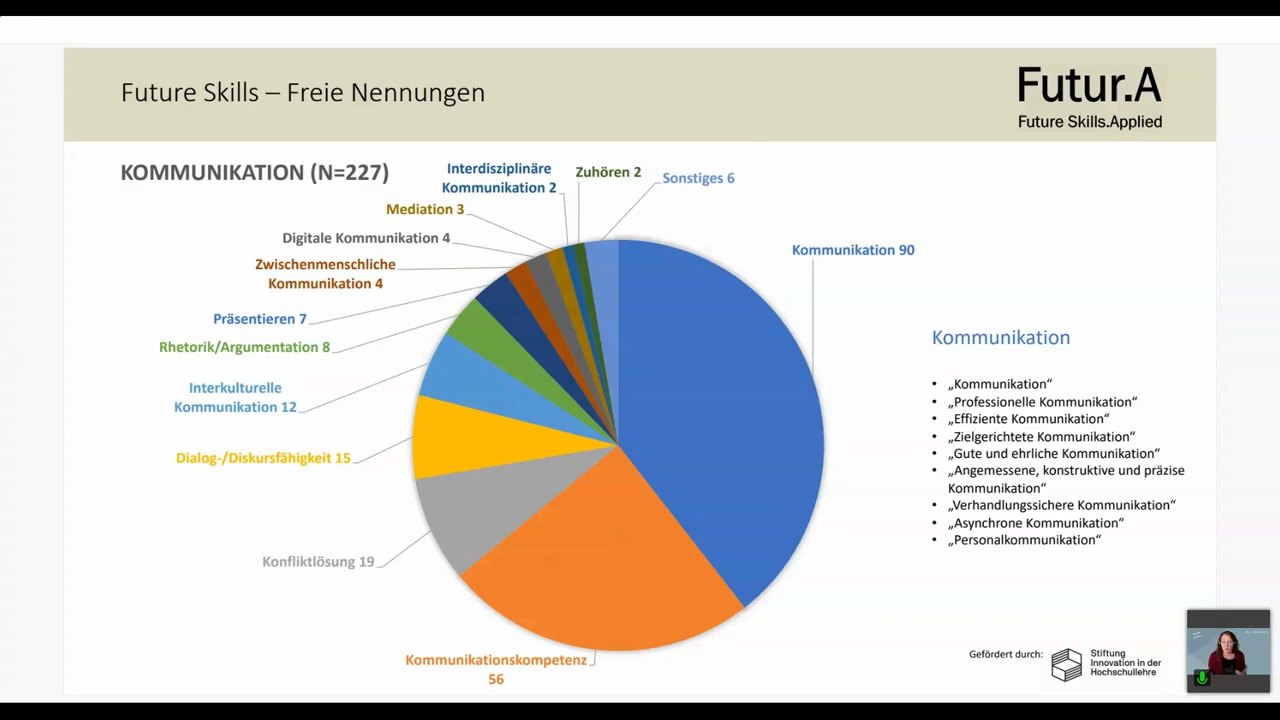 Future Skills – Freie Nennungen
Futur.A
Future Skills.Applied
KOMMUNIKATION (N=227)
Interdisziplinäre
Kommunikation 2
Zuhören 2
Sonstiges 6
Mediation 3
Digitale Kommunikation 4
Zwischenmenschliche
Kommunikation 4
Präsentieren 7
Rhetorik/Argumentation 8
Interkulturelle
Kommunikation 12
Dialog-/Diskursfähigkeit 15
Konfliktlösung 19
Kommunikationskompetenz
56
Kommunikation 90
Kommunikation
• „Kommunikation“
• „Professionelle Kommunikation“
• „Effiziente Kommunikation“
• „Zielgerichtete Kommunikation“
• „Gute und ehrliche Kommunikation“
• „Angemessene, konstruktive und präzise
Kommunikation“
• „Verhandlungssichere Kommunikation“
• „Asynchrone Kommunikation“
• „Personalkommunikation“
Gefördert durch:
Stiftung
Innovation in der
Hochschullehre